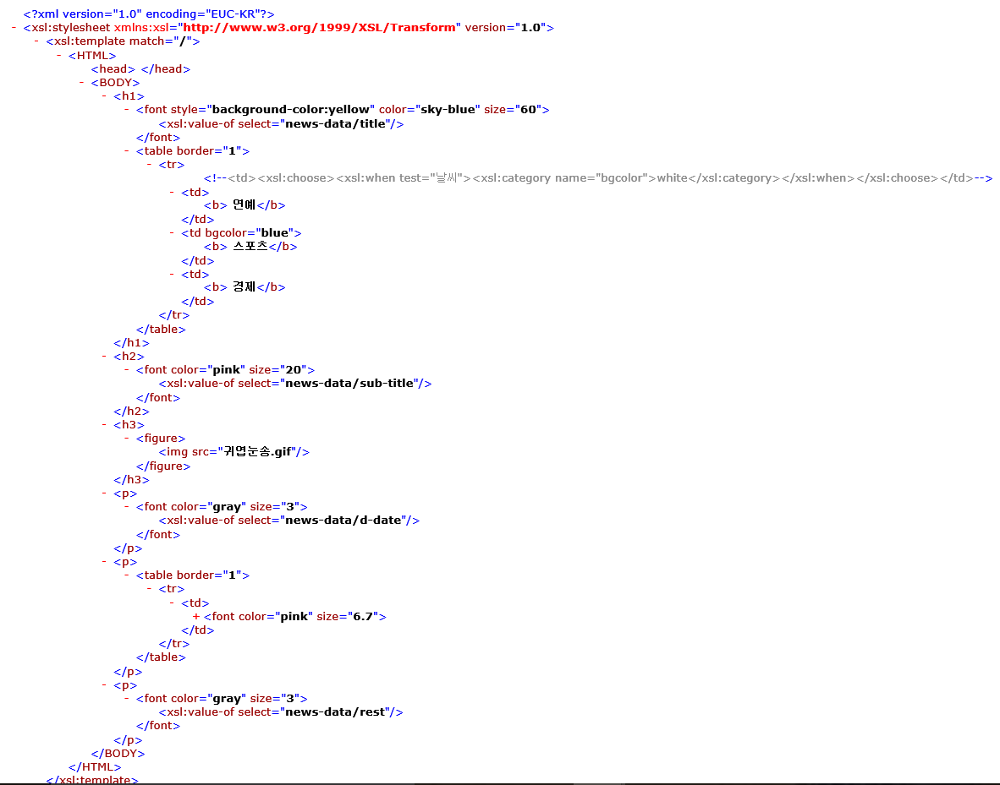 <?xml version="1.0" encoding="EUC-KR"?>
- <xsl:stylesheet xmlns:xsl="http://www.w3.org/1999/XSL/Transform" version="1.0">
- <xsl:template match="/">
- <HTML>
<head> </head>
- <BODY>
- <h1>
- <font style="background-color:yellow" color="sky-blue" size="60">
<xsl:value-of select="news-data/title"/>
</font>
- <table border="1">
- <tr>
<!--<td><xsl:choose><xsl:when test="날씨"><xsl:category name="bgcolor">white</xsl:category></xsl:when></xsl:choose></td>-->
- <td>
<b> 연예</b>
</td>
- <td bgcolor="blue">
<b> 스포츠</b>
</td>
- <td>
<b> 경제</b>
</td>
</tr>
</table>
</h1>
- <h2>
- <font color="pink" size="20">
<xsl:value-of select="news-data/sub-title"/>
</font>
</h2>
- <h3>
- <figure>
<img src="귀엽눈송.gif"/>
</figure>
</h3>
- <p>
- <font color="gray" size="3">
<xsl:value-of select="news-data/d-date"/>
</font>
</p>
- <p>
- <table border="1">
- <tr>
- <td>
+ <font color="pink" size="6.7">
</td>
</tr>
</table>
</p>
- <p>
- <font color="gray" size="3">
<xsl:value-of select="news-data/rest"/>
</font>
</p>
</BODY>
</HTML>
</xsl:template>